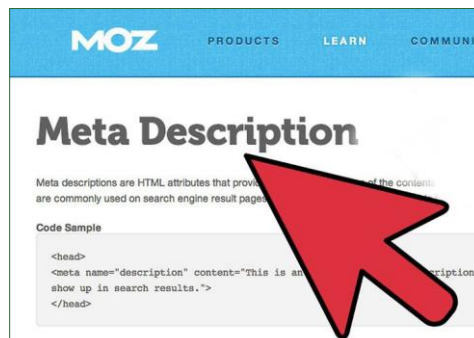 MOZ PRODUCTS LEARN COMMUNI
Meta Description
Meta descriptions are HTML attributes that provi of the conten
are commonly used on search engine result pages
Code Sample
<head>
<meta name="description" content="This is an ription
show up in search results.">
</head>